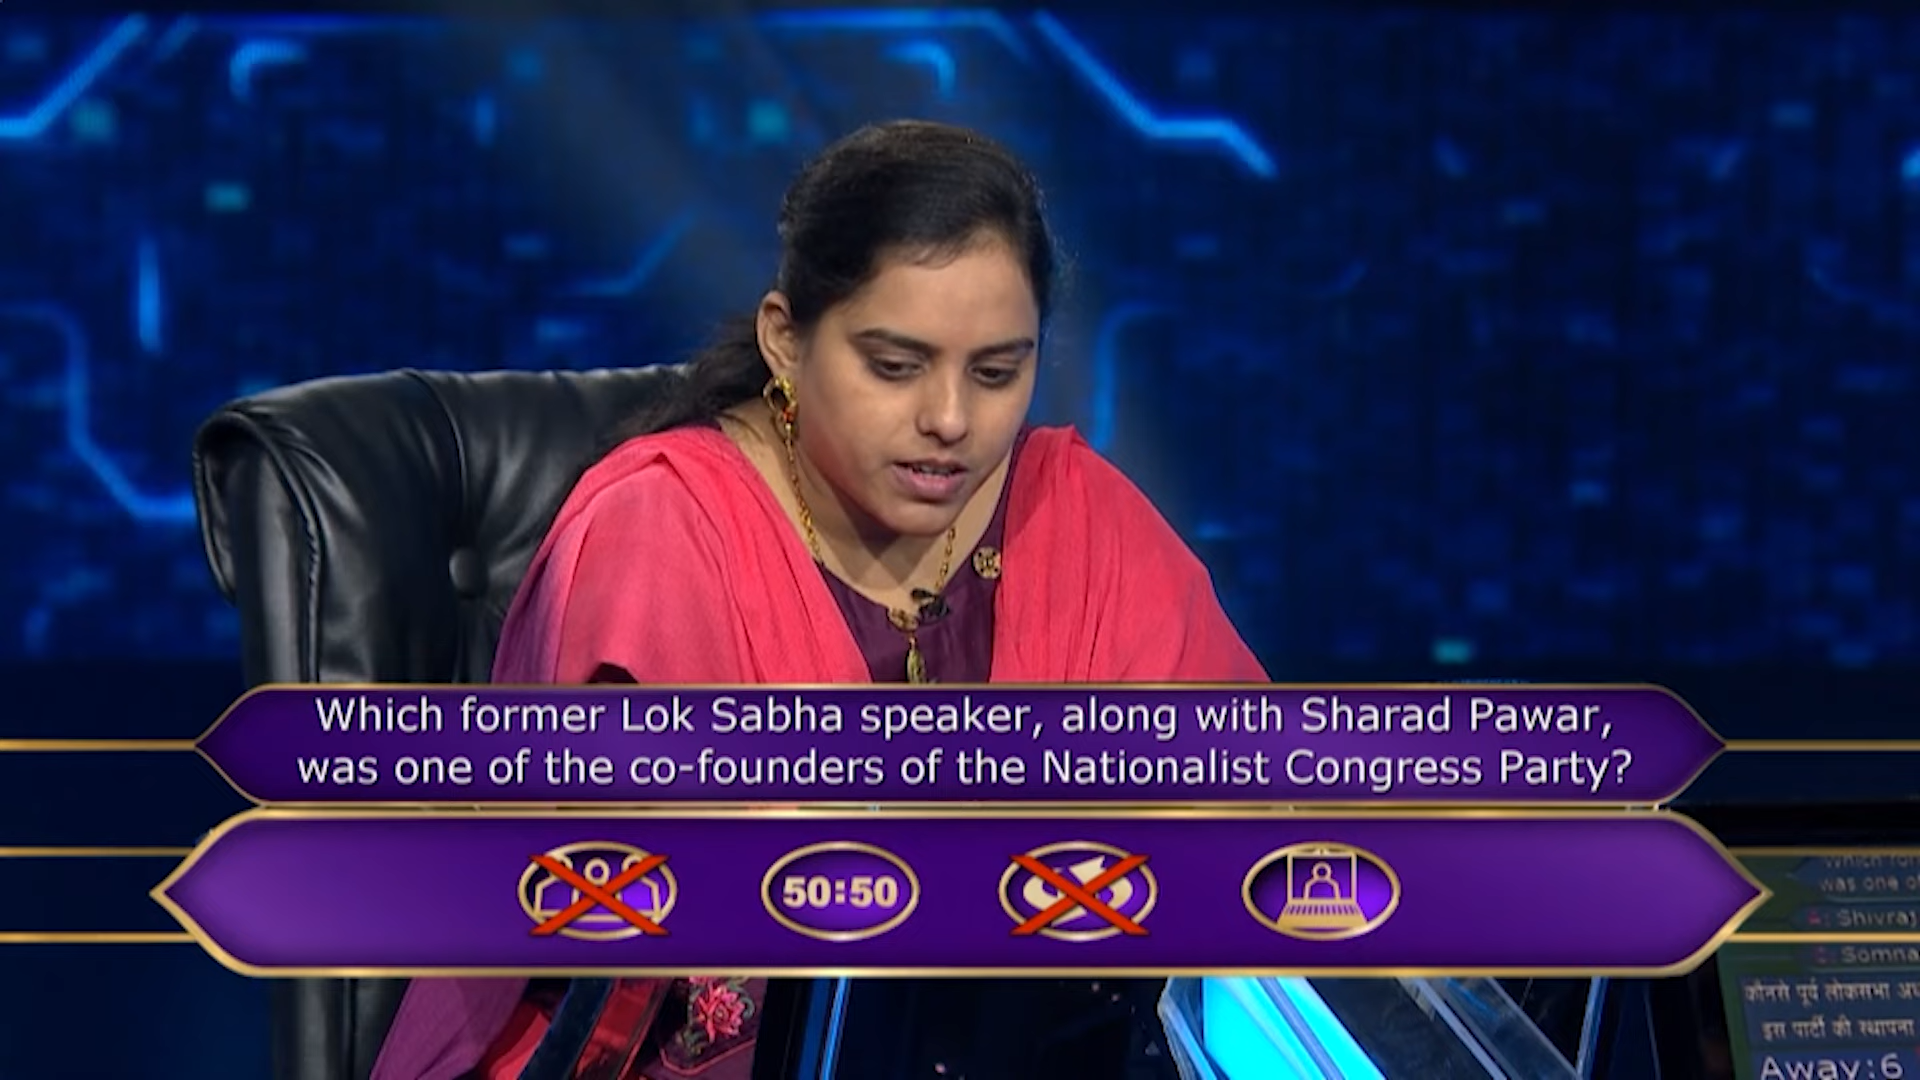 Which former Lok Sabha speaker, along with Sharad Pawar,
was one of the co-founders of the Nationalist Congress Party?
50:50
was one of
Shivraj
Somna
कौनसे पूर्व लोकसभा
इस पार्टी की स्थापना
Away:6